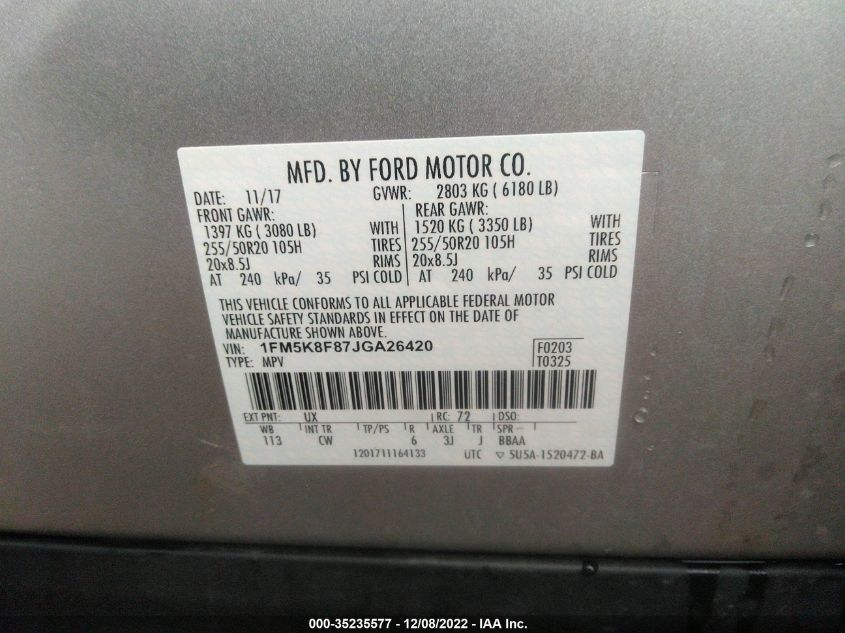 MFD. BY FORD MOTOR CO.
DATE: 11/17 GVWR: 2803 KG ( 6180 LB)
FRONT GAWR: REAR GAWR:
1397 KG ( 3080 LB) WITH 1520 KG ( 3350 LB) WITH
255/50R20 105H TIRES 255/50R20 105H TIRES
20x8.5J RIMS 20x8.5J RIMS
AT 240 kPa/ 35 PSI COLD AT 240 kPa/ 35 PSI COLD
THIS VEHICLE CONFORMS TO ALL APPLICABLE FEDERAL MOTOR
VEHICLE SAFETY STANDARDS IN EFFECT ON THE DATE OF
MANUFACTURE SHOWN ABOVE.
VIN: 1FM5K8F87JGA26420 F0203
TYPE: MPV T0325
EXT PNT: UX RC: 72 DSO:
WB INT TR TP/PS R AXLE TR SPR
113 CW 6 3J J BBAA
1201711164133 UTC ▽ 5U5A-1520472-BA
000-35235577 - 12/08/2022 - IAA Inc.